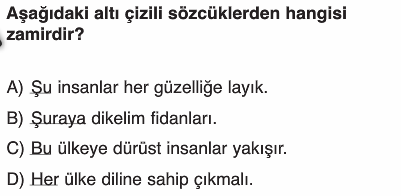 Aşağıdaki altı çizili sözcüklerden hangisi
zamirdir?
A) Şu insanlar her güzelliğe layık.
B) Şuraya dikelim fidanları.
C) Bu ülkeye dürüst insanlar yakışır.
D) Her ülke diline sahip çıkmalı.